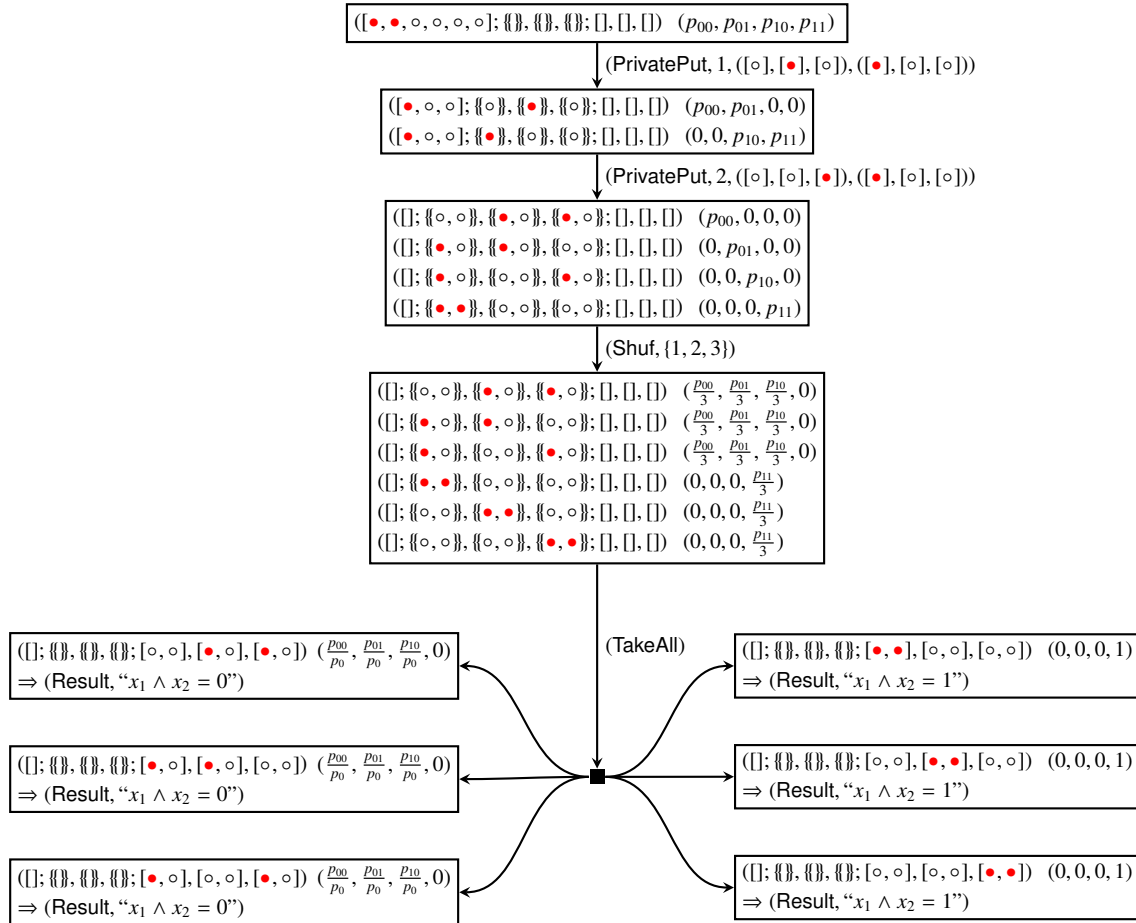 ([•, •, ◦, ◦, ◦, ◦]; {{}}, {{}}, {{}}; [], [], []) (p₀₀, p₀₁, p₁₀, p₁₁)
(PrivatePut, 1, ([◦], [•], [◦]), ([•], [◦], [◦]))
([•, ◦, ◦]; {{◦}}, {{•}}, {{◦}}; [], [], []) (p₀₀, p₀₁, 0, 0)
([•, ◦, ◦]; {{•}}, {{◦}}, {{◦}}; [], [], []) (0, 0, p₁₀, p₁₁)
(PrivatePut, 2, ([◦], [◦], [•]), ([•], [◦], [◦]))
([]; {{◦, ◦}}, {{•, ◦}}, {{•, ◦}}; [], [], []) (p₀₀, 0, 0, 0)
([]; {{•, ◦}}, {{•, ◦}}, {{◦, ◦}}; [], [], []) (0, p₀₁, 0, 0)
([]; {{•, ◦}}, {{◦, ◦}}, {{•, ◦}}; [], [], []) (0, 0, p₁₀, 0)
([]; {{•, •}}, {{◦, ◦}}, {{◦, ◦}}; [], [], []) (0, 0, 0, p₁₁)
(Shuf, {1, 2, 3})
([]; {{◦, ◦}}, {{•, ◦}}, {{•, ◦}}; [], [], []) (p₀₀/3, p₀₁/3, p₁₀/3, 0)
([]; {{•, ◦}}, {{•, ◦}}, {{◦, ◦}}; [], [], []) (p₀₀/3, p₀₁/3, p₁₀/3, 0)
([]; {{•, ◦}}, {{◦, ◦}}, {{•, ◦}}; [], [], []) (p₀₀/3, p₀₁/3, p₁₀/3, 0)
([]; {{•, •}}, {{◦, ◦}}, {{◦, ◦}}; [], [], []) (0, 0, 0, p₁₁/3)
([]; {{◦, ◦}}, {{•, •}}, {{◦, ◦}}; [], [], []) (0, 0, 0, p₁₁/3)
([]; {{◦, ◦}}, {{◦, ◦}}, {{•, •}}; [], [], []) (0, 0, 0, p₁₁/3)
(TakeAll)
([]; {{}}, {{}}, {{}}; [◦, ◦], [•, ◦], [•, ◦]) (p₀₀/p₀, p₀₁/p₀, p₁₀/p₀, 0)
⇒ (Result, “x₁ ∧ x₂ = 0”)
([]; {{}}, {{}}, {{}}; [•, •], [◦, ◦], [◦, ◦]) (0, 0, 0, 1)
⇒ (Result, “x₁ ∧ x₂ = 1”)
([]; {{}}, {{}}, {{}}; [•, ◦], [•, ◦], [◦, ◦]) (p₀₀/p₀, p₀₁/p₀, p₁₀/p₀, 0)
⇒ (Result, “x₁ ∧ x₂ = 0”)
([]; {{}}, {{}}, {{}}; [◦, ◦], [•, •], [◦, ◦]) (0, 0, 0, 1)
⇒ (Result, “x₁ ∧ x₂ = 1”)
([]; {{}}, {{}}, {{}}; [•, ◦], [◦, ◦], [•, ◦]) (p₀₀/p₀, p₀₁/p₀, p₁₀/p₀, 0)
⇒ (Result, “x₁ ∧ x₂ = 0”)
([]; {{}}, {{}}, {{}}; [◦, ◦], [◦, ◦], [•, •]) (0, 0, 0, 1)
⇒ (Result, “x₁ ∧ x₂ = 1”)